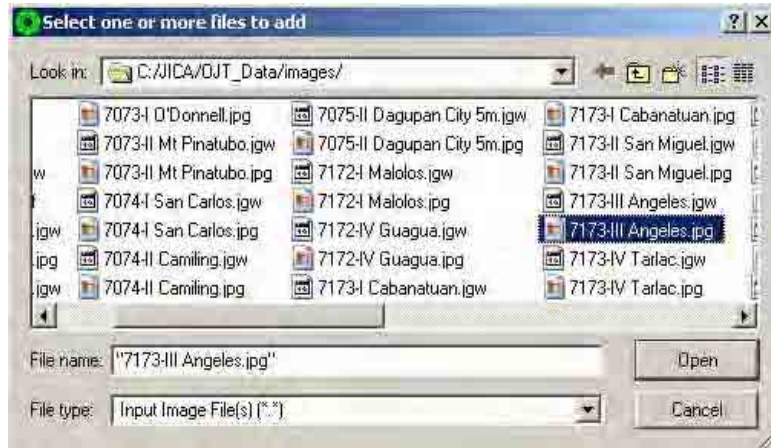 Select one or more files to add
Look in: C:/JICA/OJT_Data/images/
7073-I O'Donnell.jpg 7075-II Dagupan City 5m.jgw 7173-I Cabanatuan.jpg
7073-II Mt Pinatubo.jgw 7075-II Dagupan City 5m.jpg 7173-II San Miguel.jgw
w 7073-II Mt Pinatubo.jpg 7172-I Malolos.jgw 7173-II San Miguel.jpg
7074-I San Carlos.jgw 7172-I Malolos.jpg 7173-III Angeles.jgw
.jgw 7074-I San Carlos.jpg 7172-IV Guagua.jgw 7173-III Angeles.jpg
.jpg 7074-II Camiling.jgw 7172-IV Guagua.jpg 7173-IV Tarlac.jgw
.jgw 7074-II Camiling.jpg 7173-I Cabanatuan.jgw 7173-IV Tarlac.jpg
File name: "7173-III Angeles.jpg" Open
File type: Input Image File(s) (*.*) Cancel